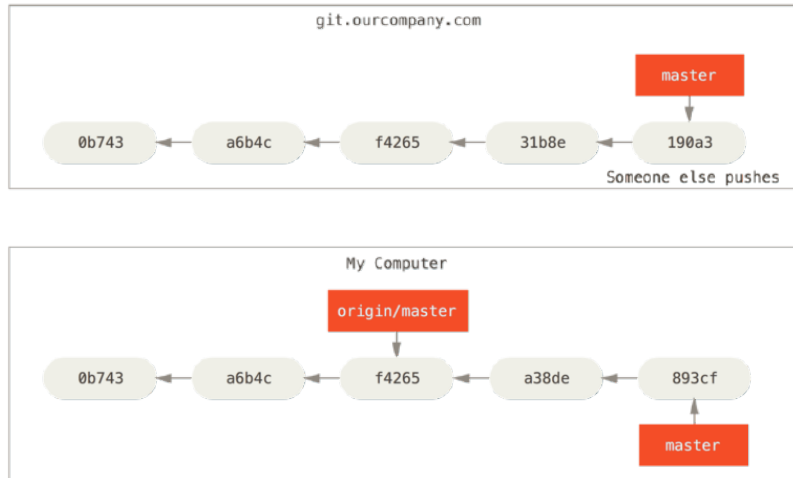 git.ourcompany.com
master
0b743 a6b4c f4265 31b8e 190a3
Someone else pushes
My Computer
origin/master
0b743 a6b4c f4265 a38de 893cf
master